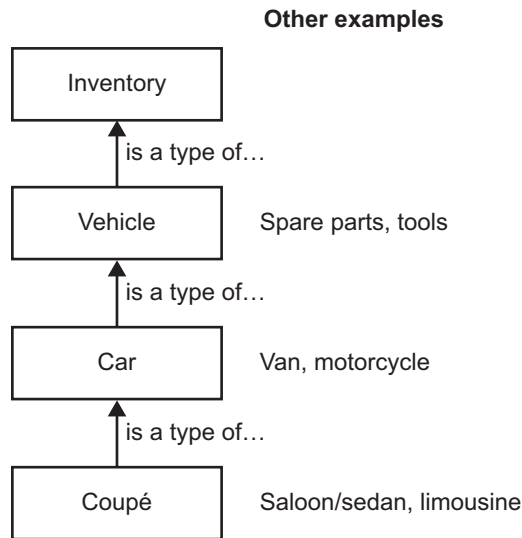 Other examples
Inventory
is a type of…
Vehicle
Spare parts, tools
is a type of…
Car
Van, motorcycle
is a type of…
Coupé
Saloon/sedan, limousine